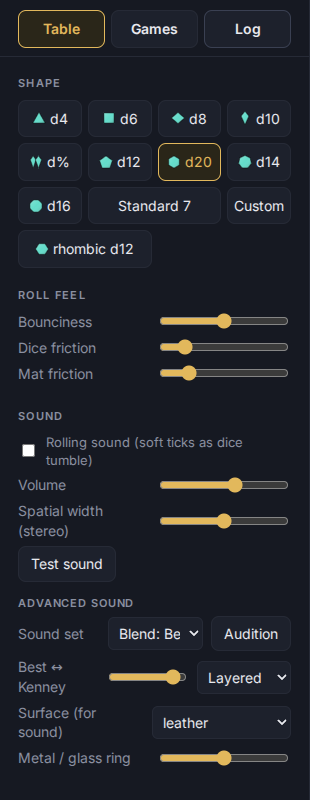 Table Games Log
SHAPE
d4 d6 d8 d10
d% d12 d20 d14
d16 Standard 7 Custom
rhombic d12
ROLL FEEL
Bounciness
Dice friction
Mat friction
SOUND
Rolling sound (soft ticks as dice
tumble)
Volume
Spatial width
(stereo)
Test sound
ADVANCED SOUND
Sound set Blend: Be Audition
Best ↔
Kenney
Layered
Surface (for
sound)
leather
Metal / glass ring